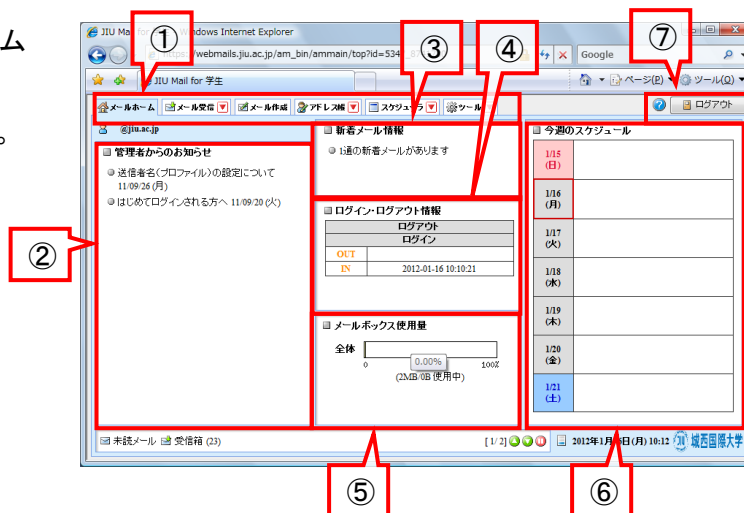 ム
。
①
③
④
⑦
②
⑤
⑥
JIU Ma Windows Internet Explorer
/webmails.jiu.ac.jp/am_bin/ammain/top?id=534
Google
JIU Mail for 学生
ページ(P)
ツール(O)
メールホーム メール受信 メール作成 アドレス帳 スケジューラ ツール
ログアウト
@jiu.ac.jp
管理者からのお知らせ
送信者名(プロファイル)の設定について
11/09/26 (月)
はじめてログインされる方へ 11/09/20 (火)
新着メール情報
1通の新着メールがあります
ログイン・ログアウト情報
ログアウト
ログイン
OUT
IN 2012-01-16 10:10:21
メールボックス使用量
全体
0.00%
0 100%
(2MB/0B 使用中)
今週のスケジュール
1/15
(日)
1/16
(月)
1/17
(火)
1/18
(水)
1/19
(木)
1/20
(金)
1/21
(土)
未読メール 受信箱 (23)
[1/2]
2012年1月 6日(月) 10:12 城西国際大学